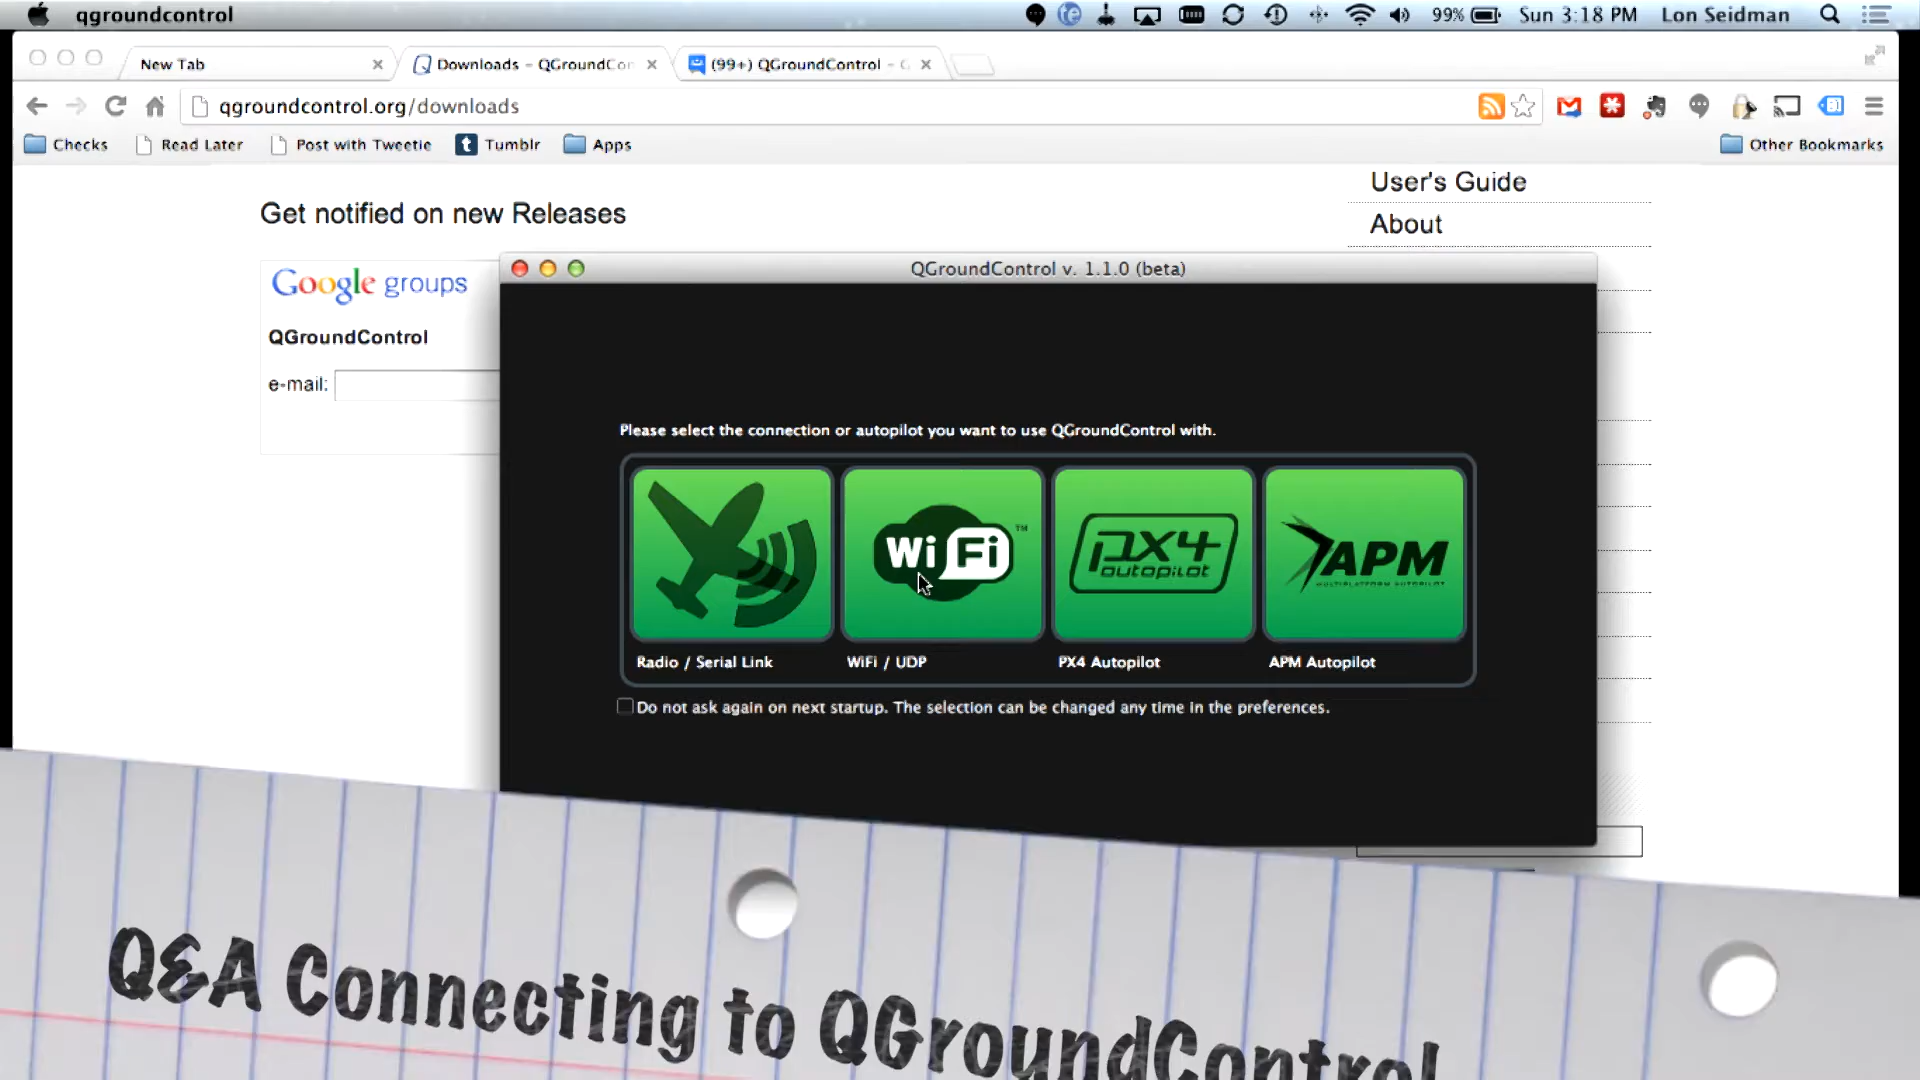 qgroundcontrol
99% Sun 3:18 PM Lon Seidman
New Tab
Downloads – QGroundCon
(99+) QGroundControl – G
qgroundcontrol.org/downloads
Checks Read Later Post with Tweetie Tumblr Apps Other Bookmarks
User's Guide
About
Get notified on new Releases
Google groups
QGroundControl
e-mail:
QGroundControl v. 1.1.0 (beta)
Please select the connection or autopilot you want to use QGroundControl with.
WiFi™
px4
autopilot
APM
MULTIPLATFORM AUTOPILOT
Radio / Serial Link
WiFi / UDP
PX4 Autopilot
APM Autopilot
Do not ask again on next startup. The selection can be changed any time in the preferences.
Q&A Connecting to QGroundControl